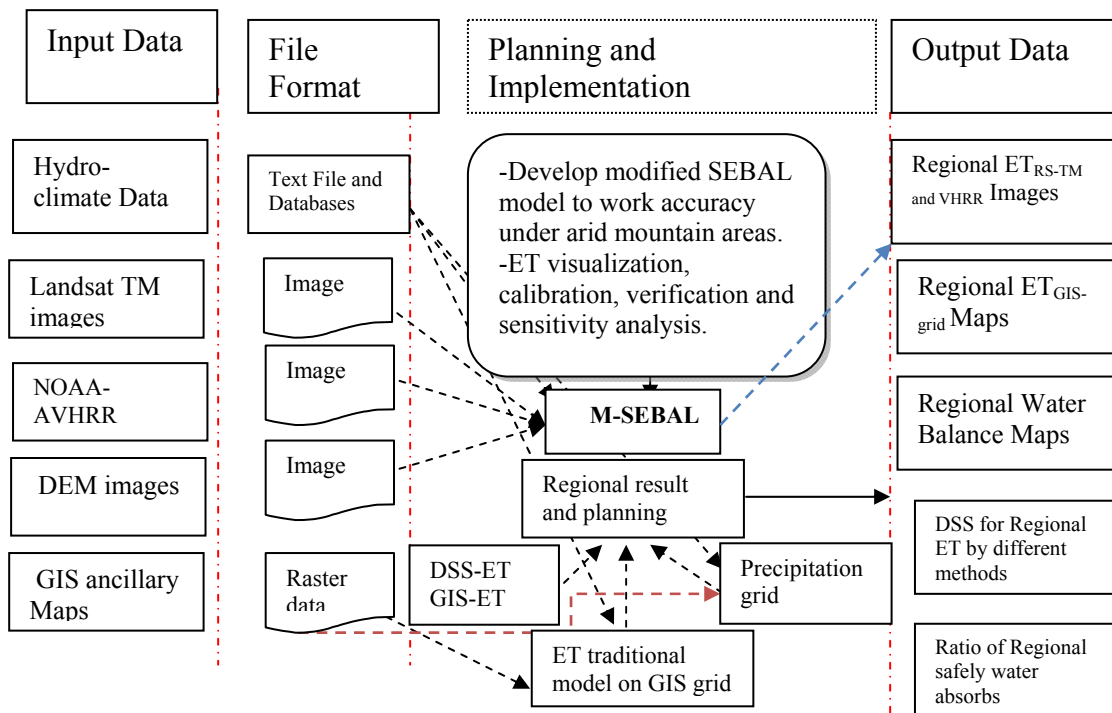 Input Data
File
Format
Planning and
Implementation
Output Data
Hydro-
climate Data
Landsat TM
images
NOAA-
AVHRR
DEM images
GIS ancillary
Maps
Text File and
Databases
Image
Image
Image
Raster
data
-Develop modified SEBAL
model to work accuracy
under arid mountain areas.
-ET visualization,
calibration, verification and
sensitivity analysis.
M-SEBAL
Regional result
and planning
DSS-ET
GIS-ET
Precipitation
grid
ET traditional
model on GIS grid
Regional ETRS-TM
and VHRR Images
Regional ETGIS-
grid Maps
Regional Water
Balance Maps
DSS for Regional
ET by different
methods
Ratio of Regional
safely water
absorbs